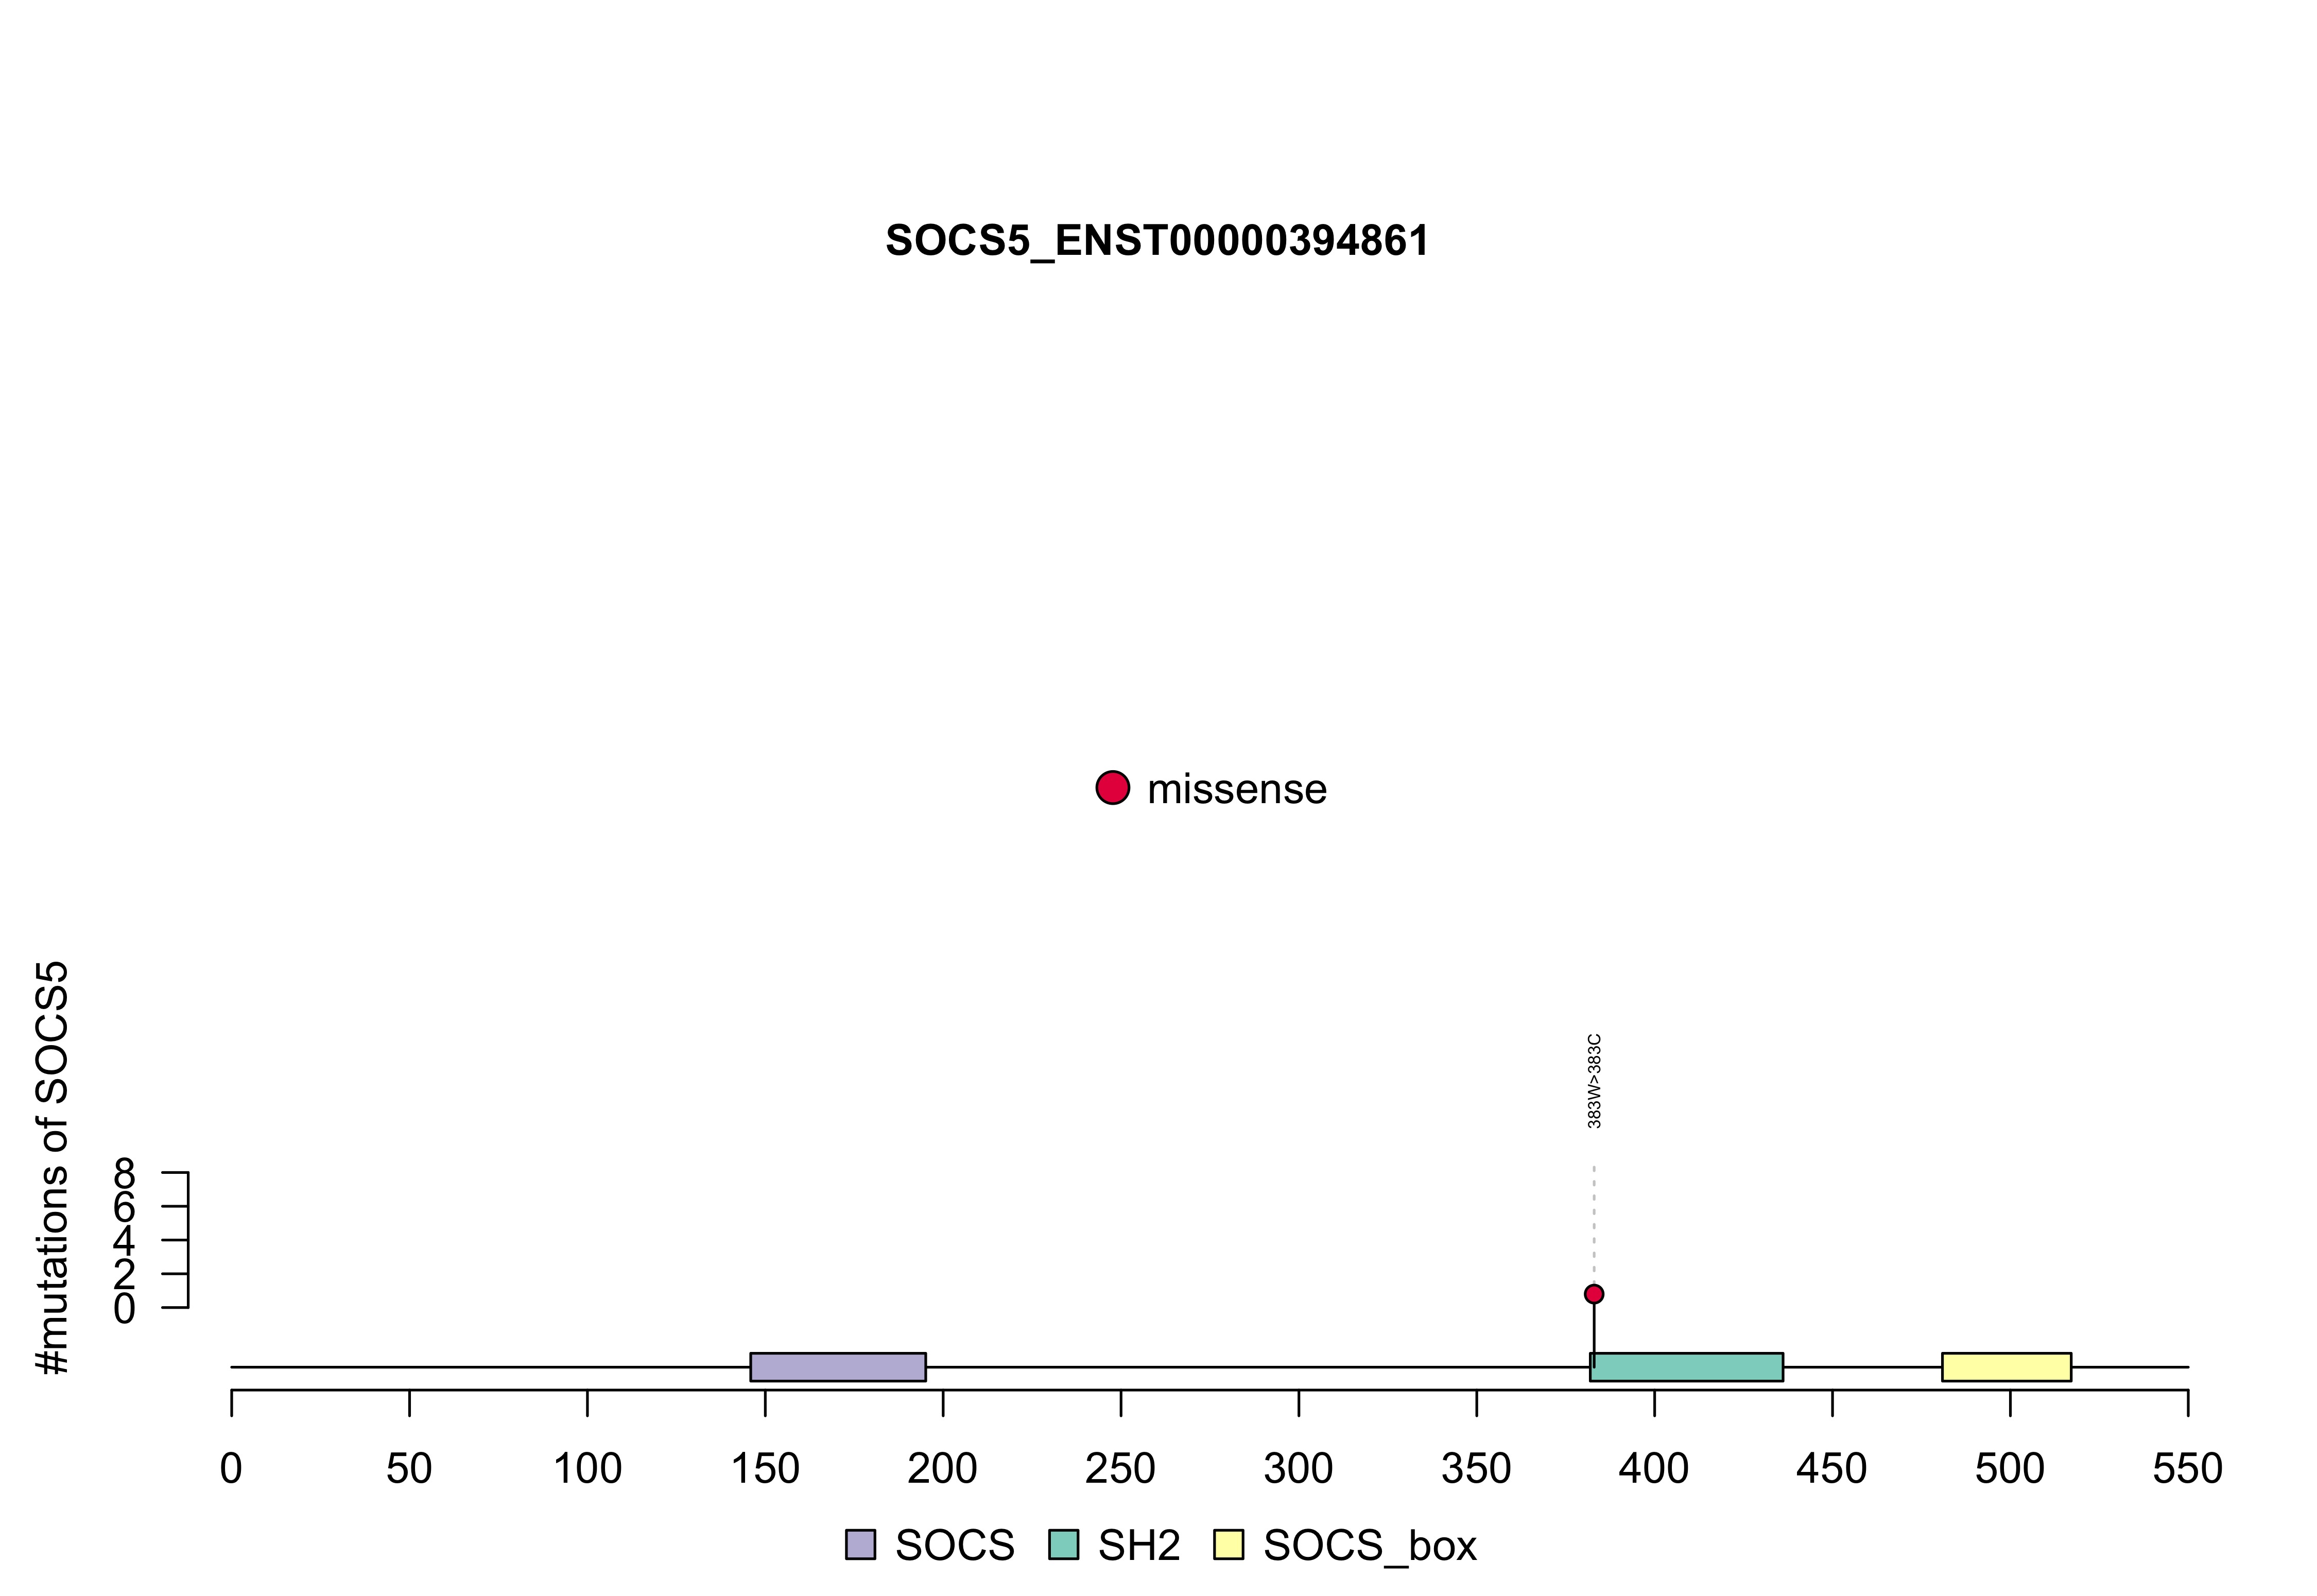 SOCS5_ENST00000394861
missense
#mutations of SOCS5
383W>383C
8
6
4
2
0
0 50 100 150 200 250 300 350 400 450 500 550
SOCS SH2 SOCS_box